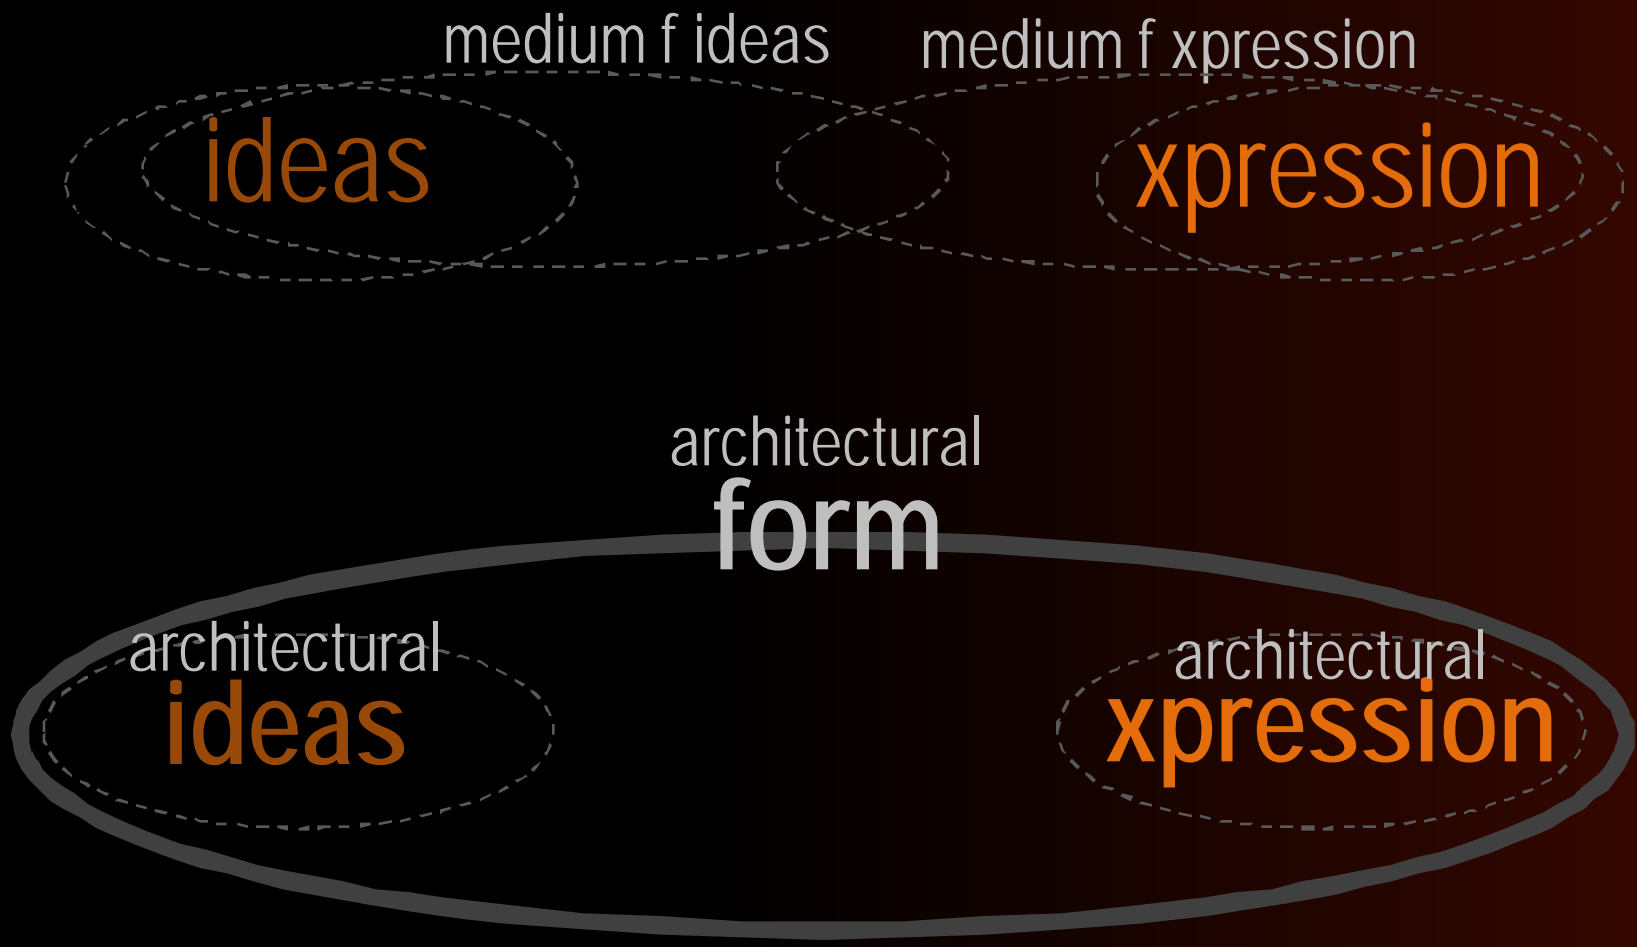 medium f ideas
medium f xpression
ideas
xpression
architectural
form
architectural
ideas
architectural
xpression